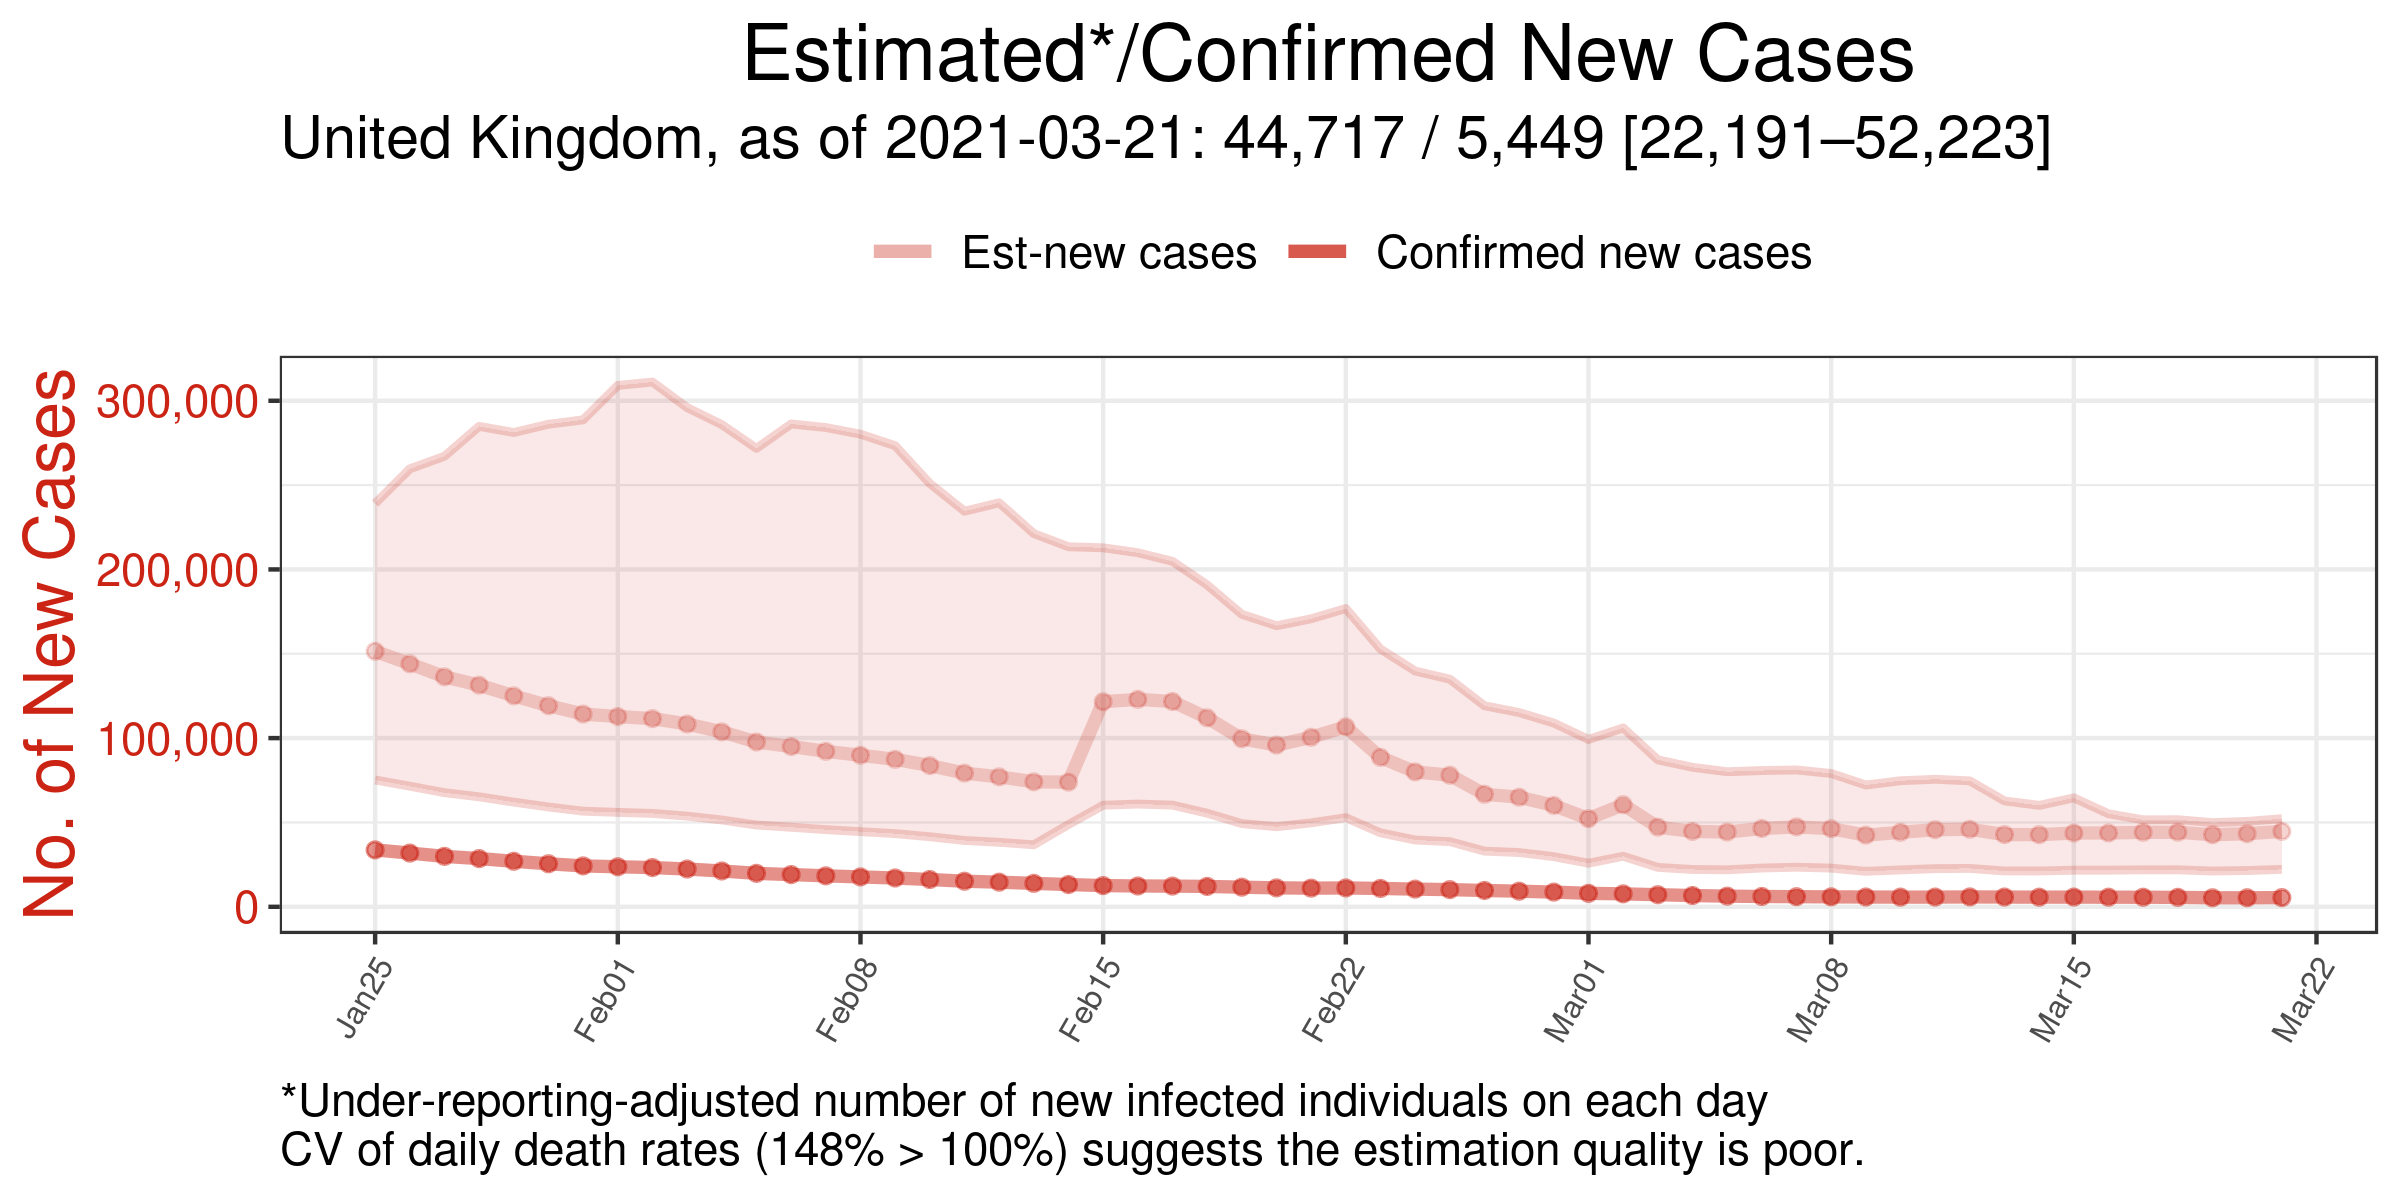 Estimated*/Confirmed New Cases
United Kingdom, as of 2021-03-21: 44,717 / 5,449 [22,191–52,223]
Est-new cases
Confirmed new cases
No. of New Cases
300,000
200,000
100,000
0
Jan25
Feb01
Feb08
Feb15
Feb22
Mar01
Mar08
Mar15
Mar22
*Under-reporting-adjusted number of new infected individuals on each day
CV of daily death rates (148% > 100%) suggests the estimation quality is poor.